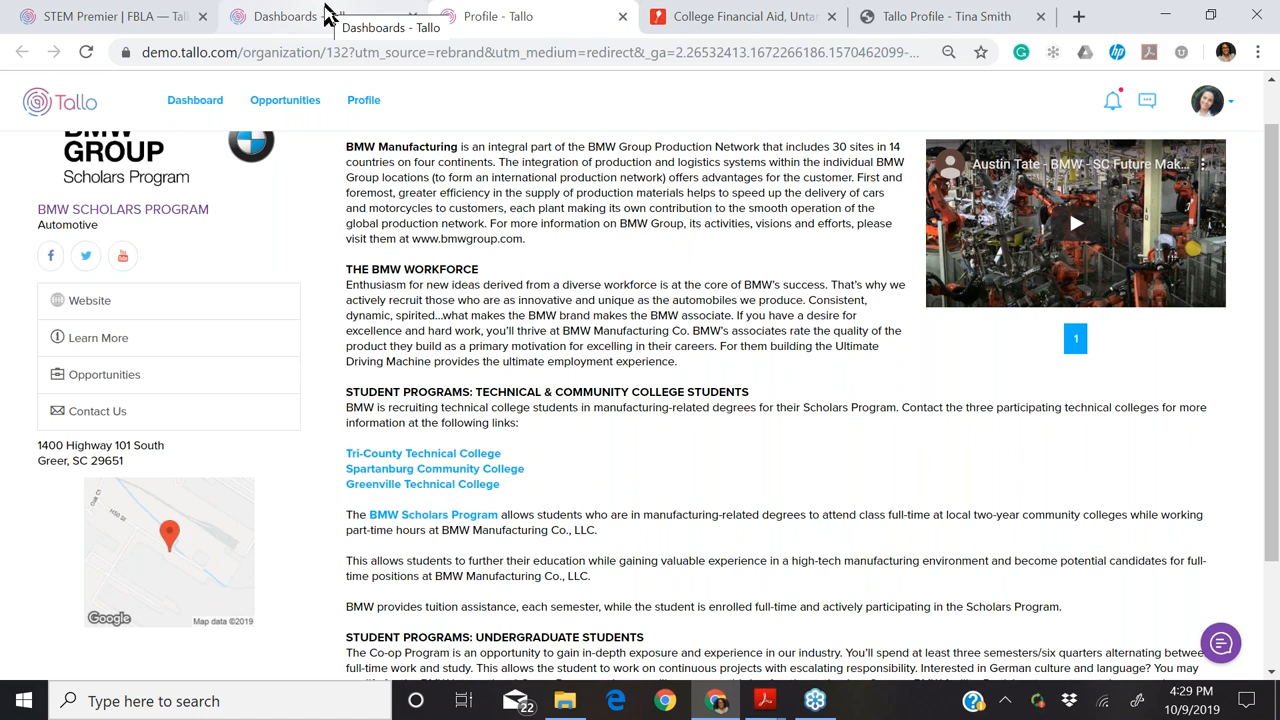 STEM Premier | FBLA — Tall
Dashboards - Tallo
Profile - Tallo
College Financial Aid, Unta
Tallo Profile - Tina Smith
Dashboards - Tallo
demo.tallo.com/organization/132?utm_source=rebrand&utm_medium=redirect&_ga=2.26532413.1672266186.1570462099-...
Tallo
Dashboard
Opportunities
Profile
BMW
GROUP
Scholars Program
BMW SCHOLARS PROGRAM
Automotive
Website
Learn More
Opportunities
Contact Us
1400 Highway 101 South
Greer, SC 29651
Google
Map data ©2019
BMW Manufacturing is an integral part of the BMW Group Production Network that includes 30 sites in 14
countries on four continents. The integration of production and logistics systems within the individual BMW
Group locations (to form an international production network) offers advantages for the customer. First and
foremost, greater efficiency in the supply of production materials helps to speed up the delivery of cars
and motorcycles to customers, each plant making its own contribution to the smooth operation of the
global production network. For more information on BMW Group, its activities, visions and efforts, please
visit them at www.bmwgroup.com.
THE BMW WORKFORCE
Enthusiasm for new ideas derived from a diverse workforce is at the core of BMW's success. That's why we
actively recruit those who are as innovative and unique as the automobiles we produce. Consistent,
dynamic, spirited...what makes the BMW brand makes the BMW associate. If you have a desire for
excellence and hard work, you'll thrive at BMW Manufacturing Co. BMW's associates rate the quality of the
product they build as a primary motivation for excelling in their careers. For them building the Ultimate
Driving Machine provides the ultimate employment experience.
STUDENT PROGRAMS: TECHNICAL & COMMUNITY COLLEGE STUDENTS
BMW is recruiting technical college students in manufacturing-related degrees for their Scholars Program. Contact the three participating technical colleges for more
information at the following links:
Tri-County Technical College
Spartanburg Community College
Greenville Technical College
The BMW Scholars Program allows students who are in manufacturing-related degrees to attend class full-time at local two-year community colleges while working
part-time hours at BMW Manufacturing Co., LLC.
This allows students to further their education while gaining valuable experience in a high-tech manufacturing environment and become potential candidates for full-
time positions at BMW Manufacturing Co., LLC.
BMW provides tuition assistance, each semester, while the student is enrolled full-time and actively participating in the Scholars Program.
STUDENT PROGRAMS: UNDERGRADUATE STUDENTS
The Co-op Program is an opportunity to gain in-depth exposure and experience in our industry. You'll spend at least three semesters/six quarters alternating between
full-time work and study. This allows the student to work on continuous projects with escalating responsibility. Interested in German culture and language? You may
Austin Tate - BMW - SC Future Mak...
1
Type here to search
22
4:29 PM
10/9/2019